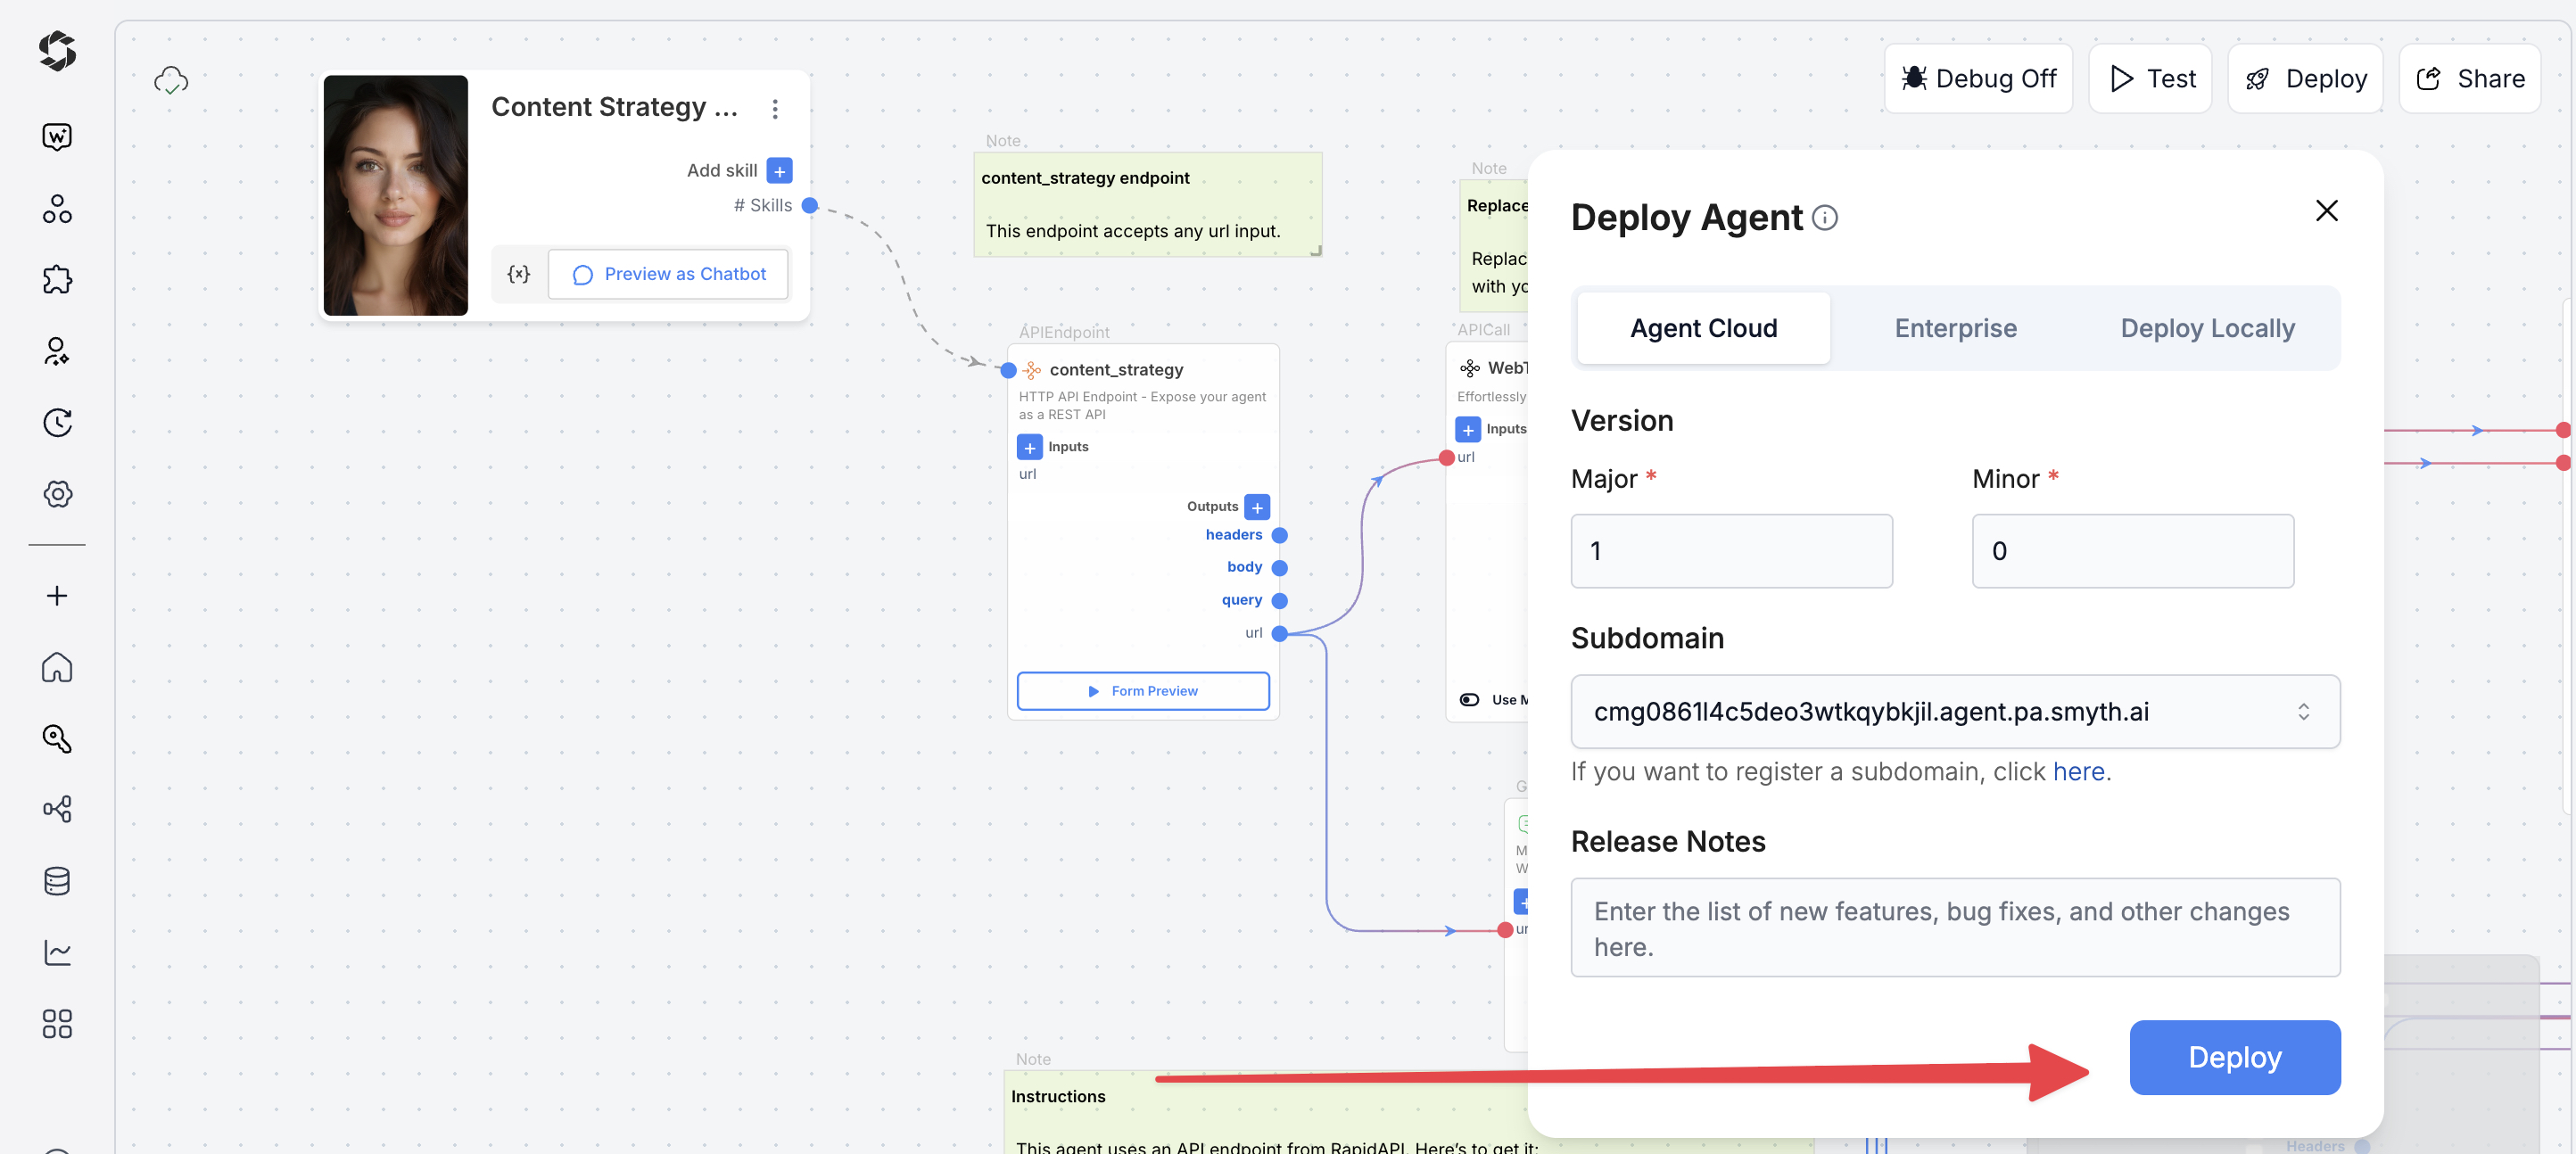 Debug Off
Test
Deploy
Share
Content Strategy ...
Add skill
# Skills
{x}
Preview as Chatbot
Note
content_strategy endpoint
This endpoint accepts any url input.
Note
Replace
Replac
with yo
APIEndpoint
content_strategy
HTTP API Endpoint - Expose your agent
as a REST API
Inputs
url
Outputs
headers
body
query
url
Form Preview
APICall
WebT
Effortlessly
Inputs
url
Use M
G
M
W
ur
Note
Instructions
This agent uses an API endpoint from RapidAPI. Here's to get it:
Deploy Agent
Agent Cloud
Enterprise
Deploy Locally
Version
Major *
Minor *
1
0
Subdomain
cmg0861l4c5deo3wtkqybkjil.agent.pa.smyth.ai
If you want to register a subdomain, click here.
Release Notes
Enter the list of new features, bug fixes, and other changes
here.
Deploy
Headers